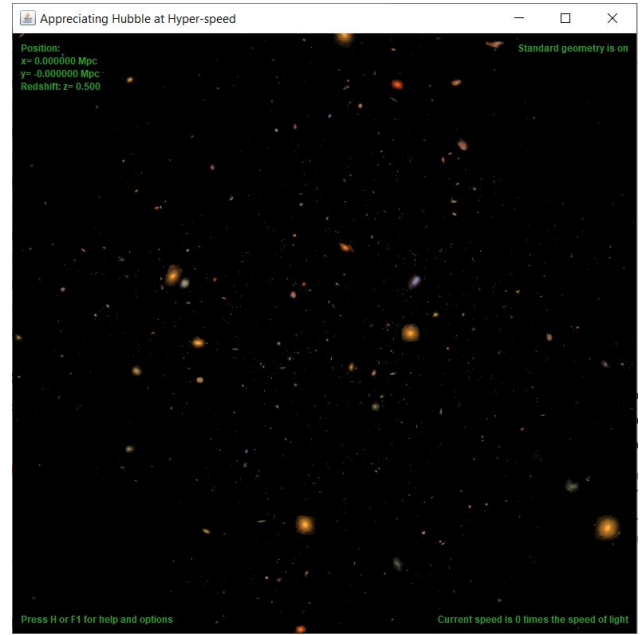 Appreciating Hubble at Hyper-speed
Position:
x= 0.000000 Mpc
y= -0.000000 Mpc
Redshift: z= 0.500
Standard geometry is on
Press H or F1 for help and options
Current speed is 0 times the speed of light